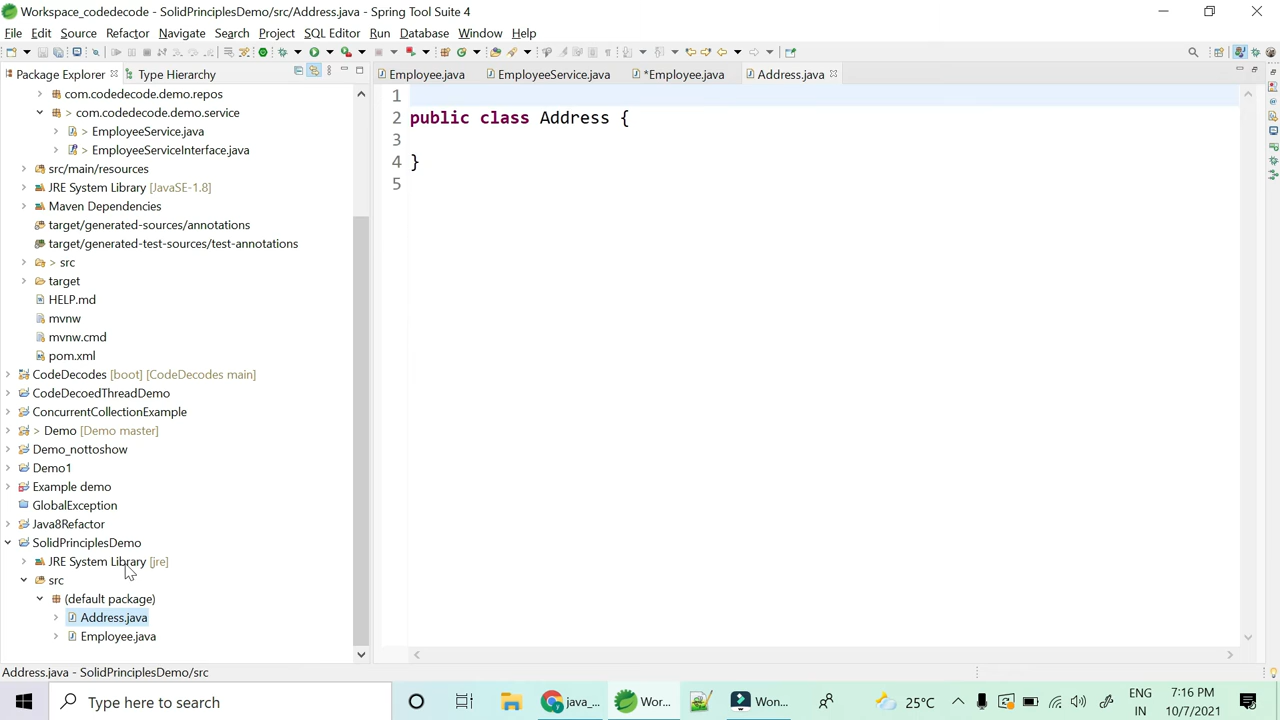 Workspace_codedecode - SolidPrinciplesDemo/src/Address.java - Spring Tool Suite 4
File Edit Source Refactor Navigate Search Project SQL Editor Run Database Window Help
Package Explorer Type Hierarchy
Employee.java EmployeeService.java *Employee.java Address.java
com.codedecode.demo.repos
> com.codedecode.demo.service
> EmployeeService.java
> EmployeeServiceInterface.java
src/main/resources
JRE System Library [JavaSE-1.8]
Maven Dependencies
target/generated-sources/annotations
target/generated-test-sources/test-annotations
> src
target
HELP.md
mvnw
mvnw.cmd
pom.xml
CodeDecodes [boot] [CodeDecodes main]
CodeDecoedThreadDemo
ConcurrentCollectionExample
> Demo [Demo master]
Demo_nottoshow
Demo1
Example demo
GlobalException
Java8Refactor
SolidPrinciplesDemo
JRE System Library [jre]
src
(default package)
Address.java
Employee.java
1
2 public class Address {
3
4 }
5
Address.java - SolidPrinciplesDemo/src
Type here to search
java_...
Wor...
Won...
25°C
ENG
IN
7:16 PM
10/7/2021